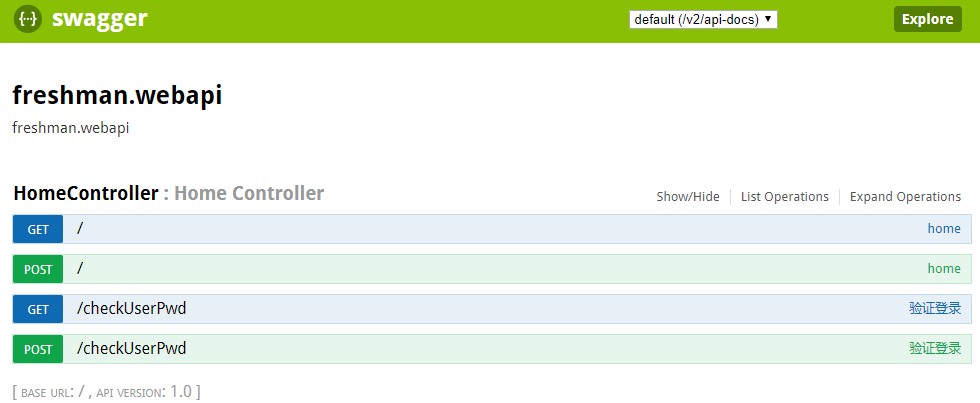 {···} swagger default (/v2/api-docs) Explore
freshman.webapi
freshman.webapi
HomeController : Home Controller Show/Hide List Operations Expand Operations
GET / home
POST / home
GET /checkUserPwd 验证登录
POST /checkUserPwd 验证登录
[ BASE URL: / , API VERSION: 1.0 ]